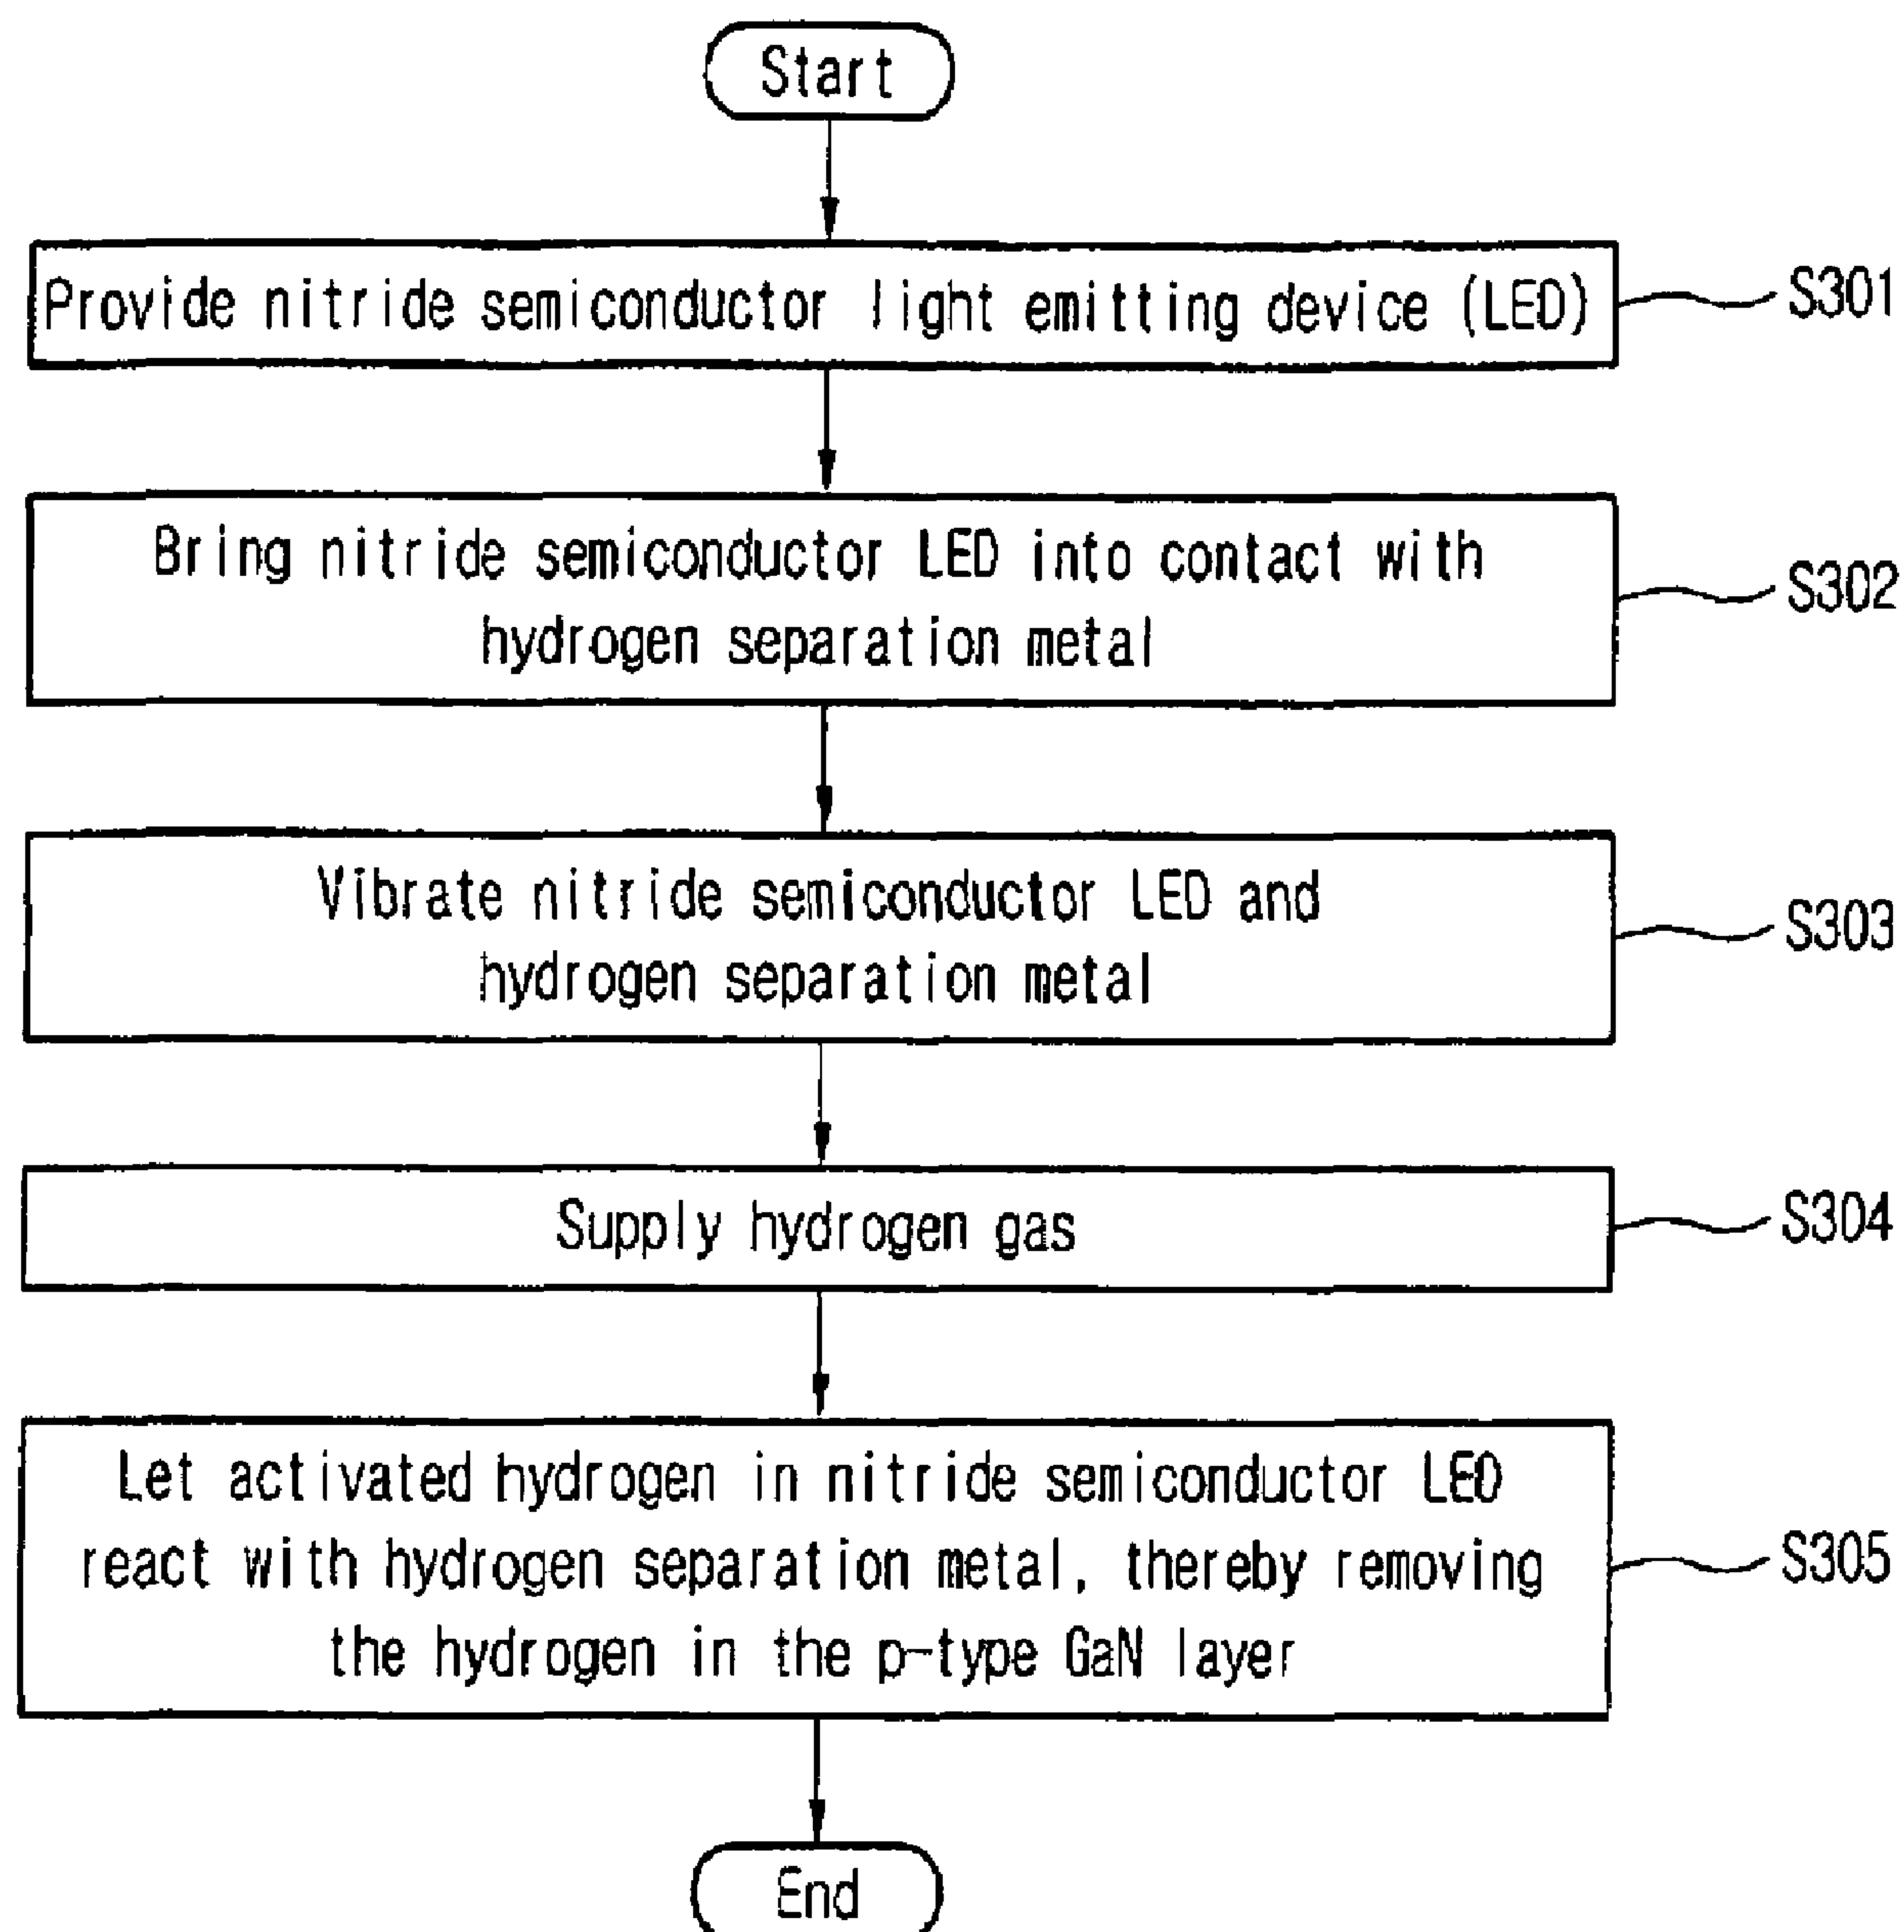 Start
Provide nitride semiconductor light emitting device (LED)
S301
Bring nitride semiconductor LED into contact with
hydrogen separation metal
S302
Vibrate nitride semiconductor LED and
hydrogen separation metal
S303
Supply hydrogen gas
S304
Let activated hydrogen in nitride semiconductor LED
react with hydrogen separation metal, thereby removing
the hydrogen in the p-type GaN layer
S305
End